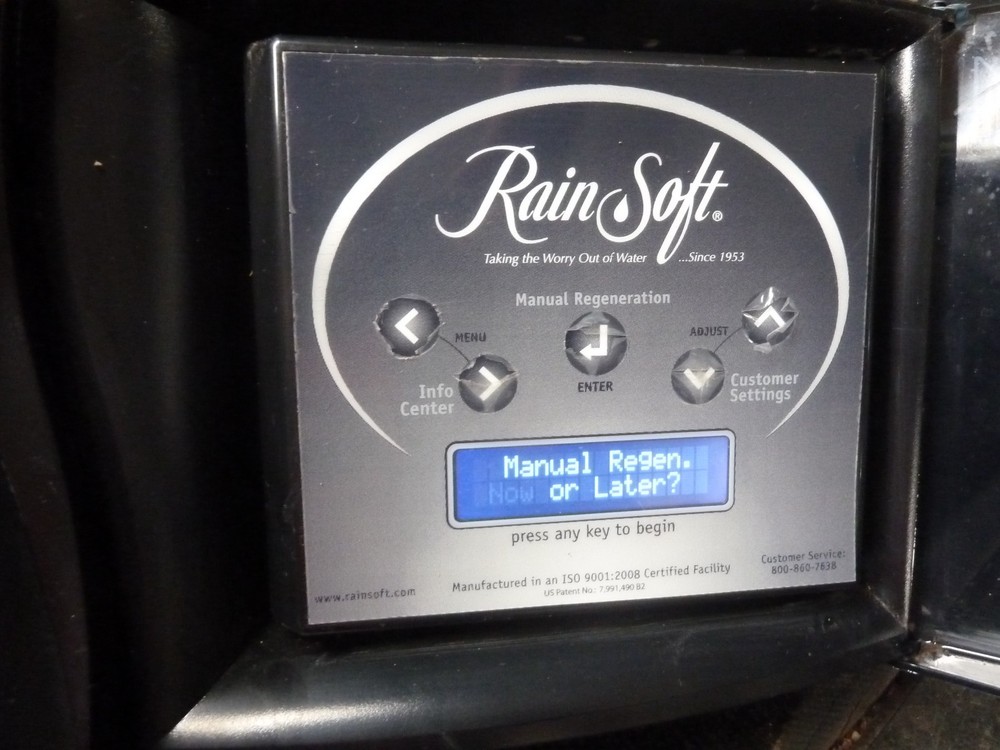 Rain Soft®
Taking the Worry Out of Water ...Since 1953
Manual Regeneration
MENU
ADJUST
Info
Center
ENTER
Customer
Settings
Manual Regen.
Now or Later?
press any key to begin
Customer Service:
800-860-7638
Manufactured in an ISO 9001:2008 Certified Facility
US Patent No.: 7,991,490 B2
www.rainsoft.com